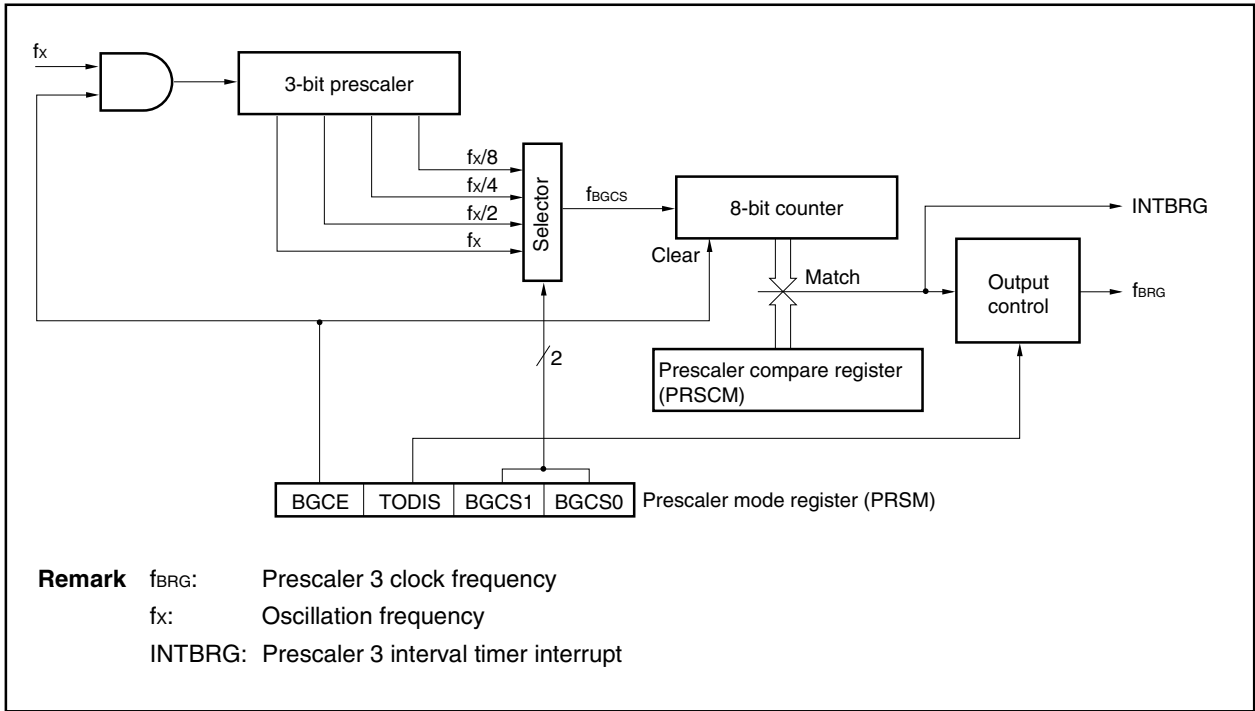 fx
3-bit prescaler
fx/8
fx/4
fx/2
fx
Selector
fBGCS
8-bit counter
INTBRG
Clear
Match
Output
control
fBRG
2
Prescaler compare register
(PRSCM)
BGCE TODIS BGCS1 BGCS0 Prescaler mode register (PRSM)
Remark fBRG: Prescaler 3 clock frequency
fx: Oscillation frequency
INTBRG: Prescaler 3 interval timer interrupt